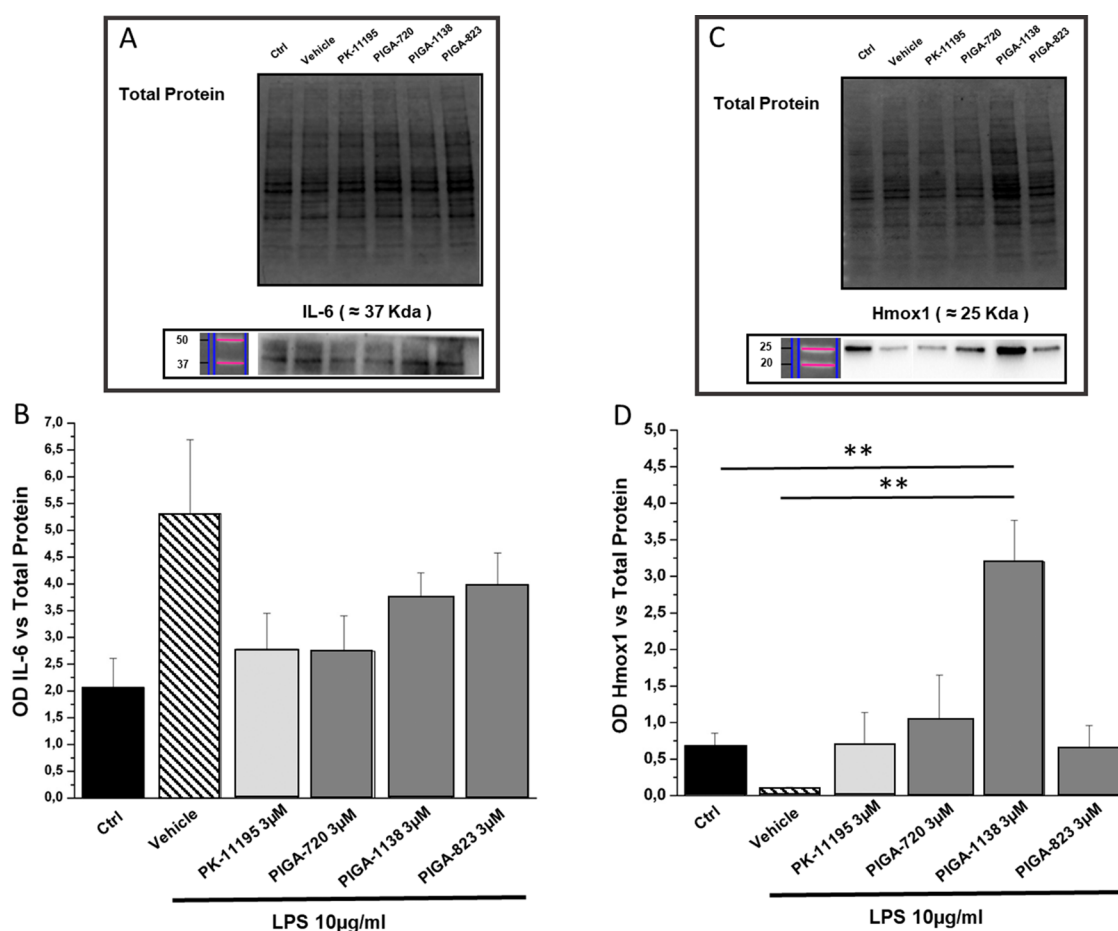 A
Ctrl
Vehicle
PK-11195
PIGA-720
PIGA-1138
PIGA-823
Total Protein
IL-6 ( ≈ 37 Kda )
50
37
C
Ctrl
Vehicle
PK-11195
PIGA-720
PIGA-1138
PIGA-823
Total Protein
Hmox1 ( ≈ 25 Kda )
25
20
B
OD IL-6 vs Total Protein
7,0
6,5
6,0
5,5
5,0
4,5
4,0
3,5
3,0
2,5
2,0
1,5
1,0
0,5
0,0
Ctrl
Vehicle
PK-11195 3µM
PIGA-720 3µM
PIGA-1138 3µM
PIGA-823 3µM
LPS 10µg/ml
D
OD Hmox1 vs Total Protein
5,0
4,5
4,0
3,5
3,0
2,5
2,0
1,5
1,0
0,5
0,0
**
**
Ctrl
Vehicle
PK-11195 3µM
PIGA-720 3µM
PIGA-1138 3µM
PIGA-823 3µM
LPS 10µg/ml